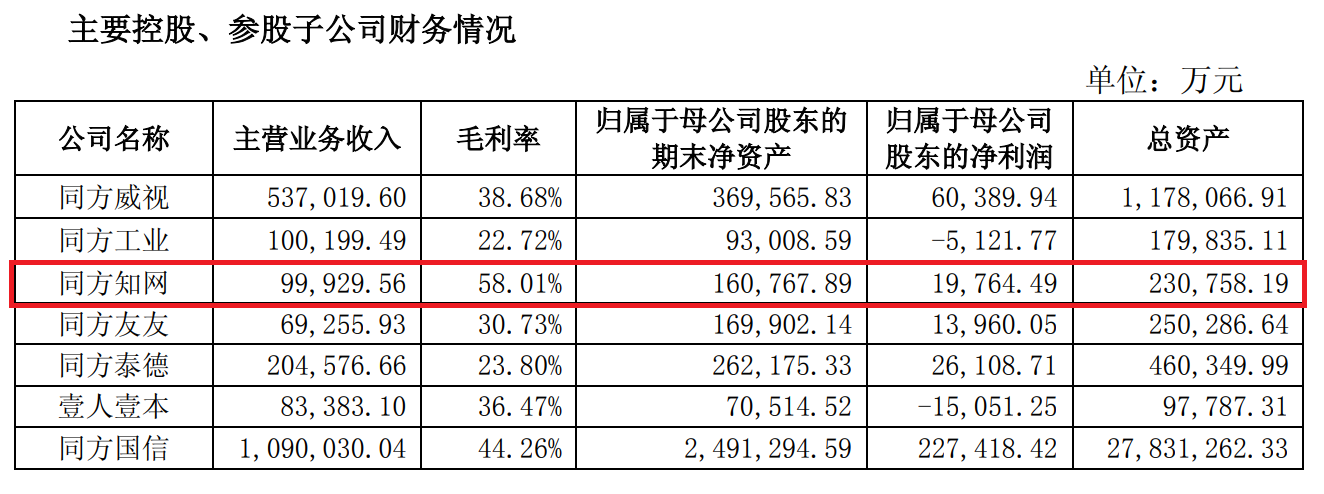 主要控股、参股子公司财务情况
单位：万元
公司名称 主营业务收入 毛利率 归属于母公司股东的期末净资产 归属于母公司股东的净利润 总资产
同方威视 537,019.60 38.68% 369,565.83 60,389.94 1,178,066.91
同方工业 100,199.49 22.72% 93,008.59 -5,121.77 179,835.11
同方知网 99,929.56 58.01% 160,767.89 19,764.49 230,758.19
同方友友 69,255.93 30.73% 169,902.14 13,960.05 250,286.64
同方泰德 204,576.66 23.80% 262,175.33 26,108.71 460,349.99
壹人壹本 83,383.10 36.47% 70,514.52 -15,051.25 97,787.31
同方国信 1,090,030.04 44.26% 2,491,294.59 227,418.42 27,831,262.33